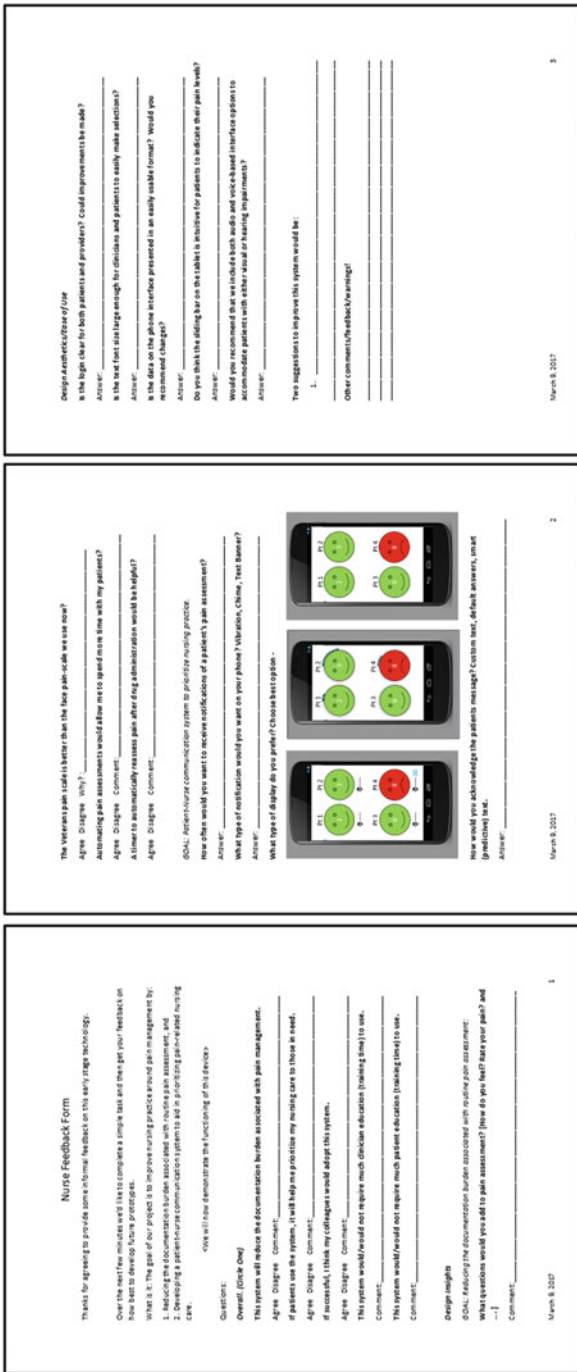 Nurse Feedback Form
Thanks for agreeing to provide some informal feedback on this early stage technology.
Over the next few minutes we'd like to complete a simple task and then get your feedback on
how best to develop future prototypes.
What is it: The goal of our project is to improve nursing practice around pain management by:
1. Reducing the documentation burden associated with routine pain assessment, and
2. Developing a patient-nurse communication system to aid in prioritizing pain-related nursing
care.
<We will now demonstrate the functioning of this device>
Questions:
Overall. (Circle One)
This system will reduce the documentation burden associated with pain management.
Agree Disagree Comment:
If patients use the system, it will help me prioritize my nursing care to those in need.
Agree Disagree Comment:
If successful, I think my colleagues would adopt this system.
Agree Disagree Comment:
This system would/would not require much clinician education (training time) to use.
Comment:
This system would/would not require much patient education (training time) to use.
Comment:
Design Insights
GOAL: Reducing the documentation burden associated with routine pain assessment:
What questions would you add to pain assessment? [How do you feel? Rate your pain? and
Comment:
March 9, 2017 1
The Veterans pain scale is better than the face pain-scale we use now?
Agree Disagree Why?
Automating pain assessments would allow me to spend more time with my patients?
Agree Disagree Comment:
A timer to automatically reassess pain after drug administration would be helpful?
Agree Disagree Comment:
GOAL: Patient-Nurse communication system to prioritize nursing practice.
How often would you want to receive notifications of a patient's pain assessment?
Answer:
What type of notification would you want on your phone? Vibration, Chime, Text Banner?
Answer:
What type of display do you prefer? Choose best option -
Pt 1 Pt 2
Pt 3 Pt 4
Pt 1 Pt 2
Pt 3 Pt 4
Pt 1 Pt 2
Pt 3 Pt 4
How would you acknowledge the patients message? Custom text, default answers, smart
(predictive) text.
Answer:
March 9, 2017 2
Design Aesthetics/Ease of Use
Is the login clear for both patients and providers? Could improvements be made?
Answer:
Is the text font size large enough for clinicians and patients to easily make selections?
Answer:
Is the data on the phone interface presented in an easily usable format? Would you
recommend changes?
Answer:
Do you think the sliding bar on the tablet is intuitive for patients to indicate their pain levels?
Answer:
Would you recommend that we include both audio and voice-based interface options to
accommodate patients with either visual or hearing impairments?
Answer:
Two suggestions to improve this system would be:
1.
Other comments/feedback/warnings!
March 9, 2017 3